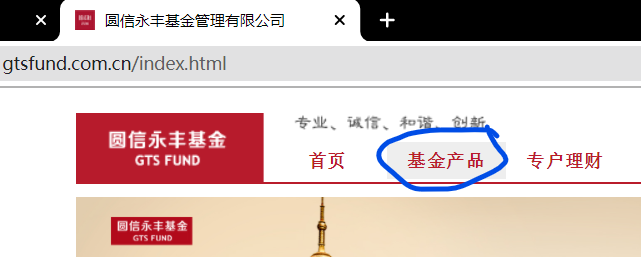 圆信永丰基金管理有限公司
gtsfund.com.cn/index.html
圆信永丰基金
GTS FUND
专业、诚信、和谐、创新
首页
基金产品
专户理财
圆信永丰基金
GTS FUND